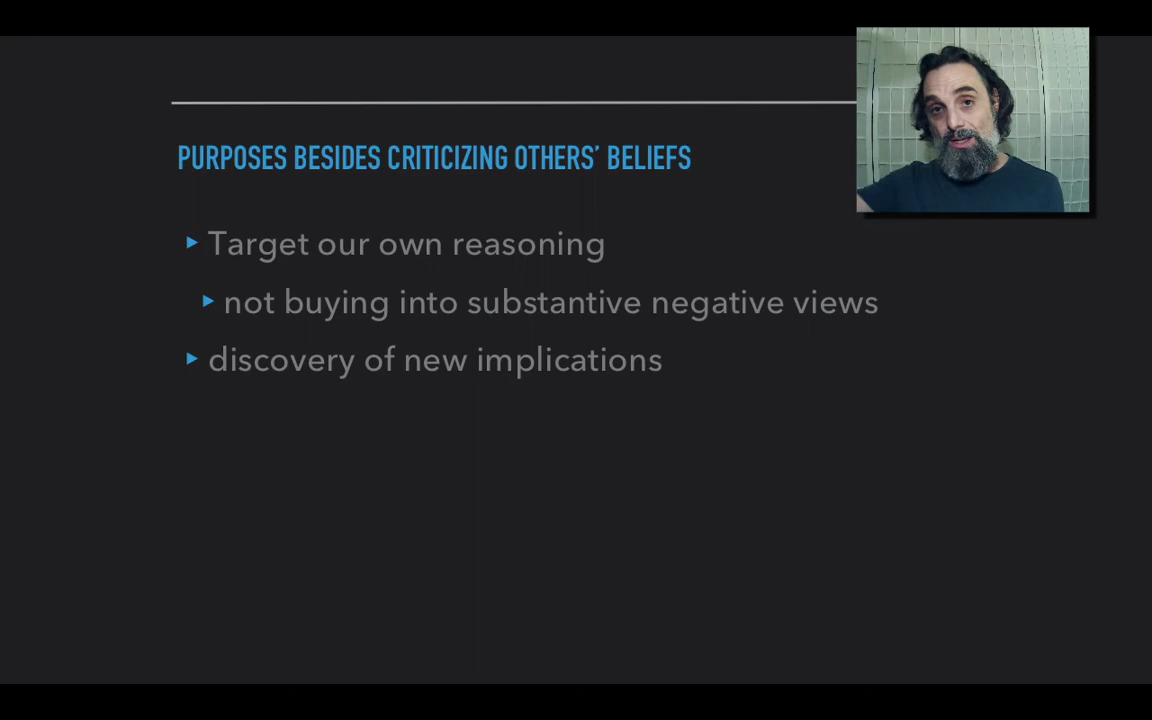 PURPOSES BESIDES CRITICIZING OTHERS’ BELIEFS
Target our own reasoning
not buying into substantive negative views
discovery of new implications